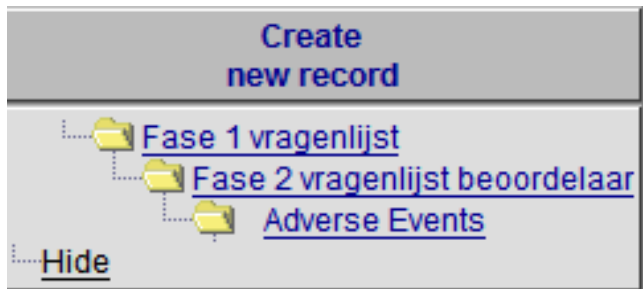 Create
new record
Fase 1 vragenlijst
Fase 2 vragenlijst beoordelaar
Adverse Events
Hide